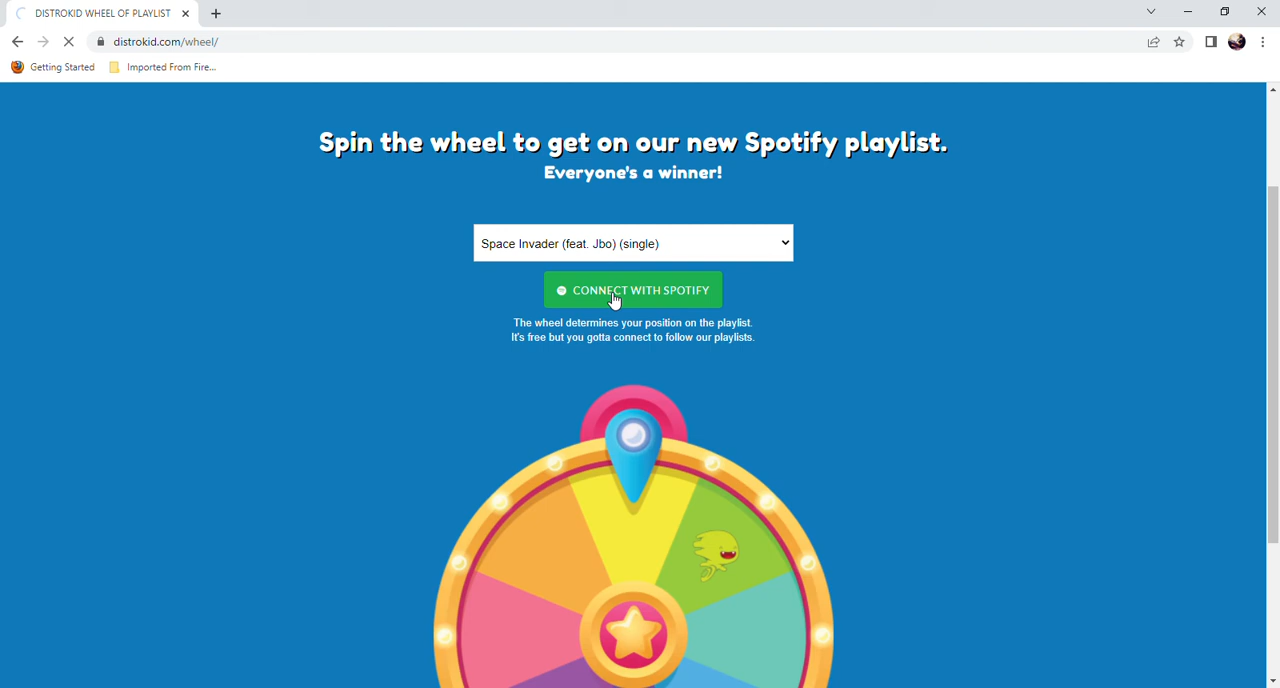 DISTROKID WHEEL OF PLAYLIST
distrokid.com/wheel/
Getting Started
Imported From Fire...
Spin the wheel to get on our new Spotify playlist.
Everyone's a winner!
Space Invader (feat. Jbo) (single)
CONNECT WITH SPOTIFY
The wheel determines your position on the playlist.
It's free but you gotta connect to follow our playlists.